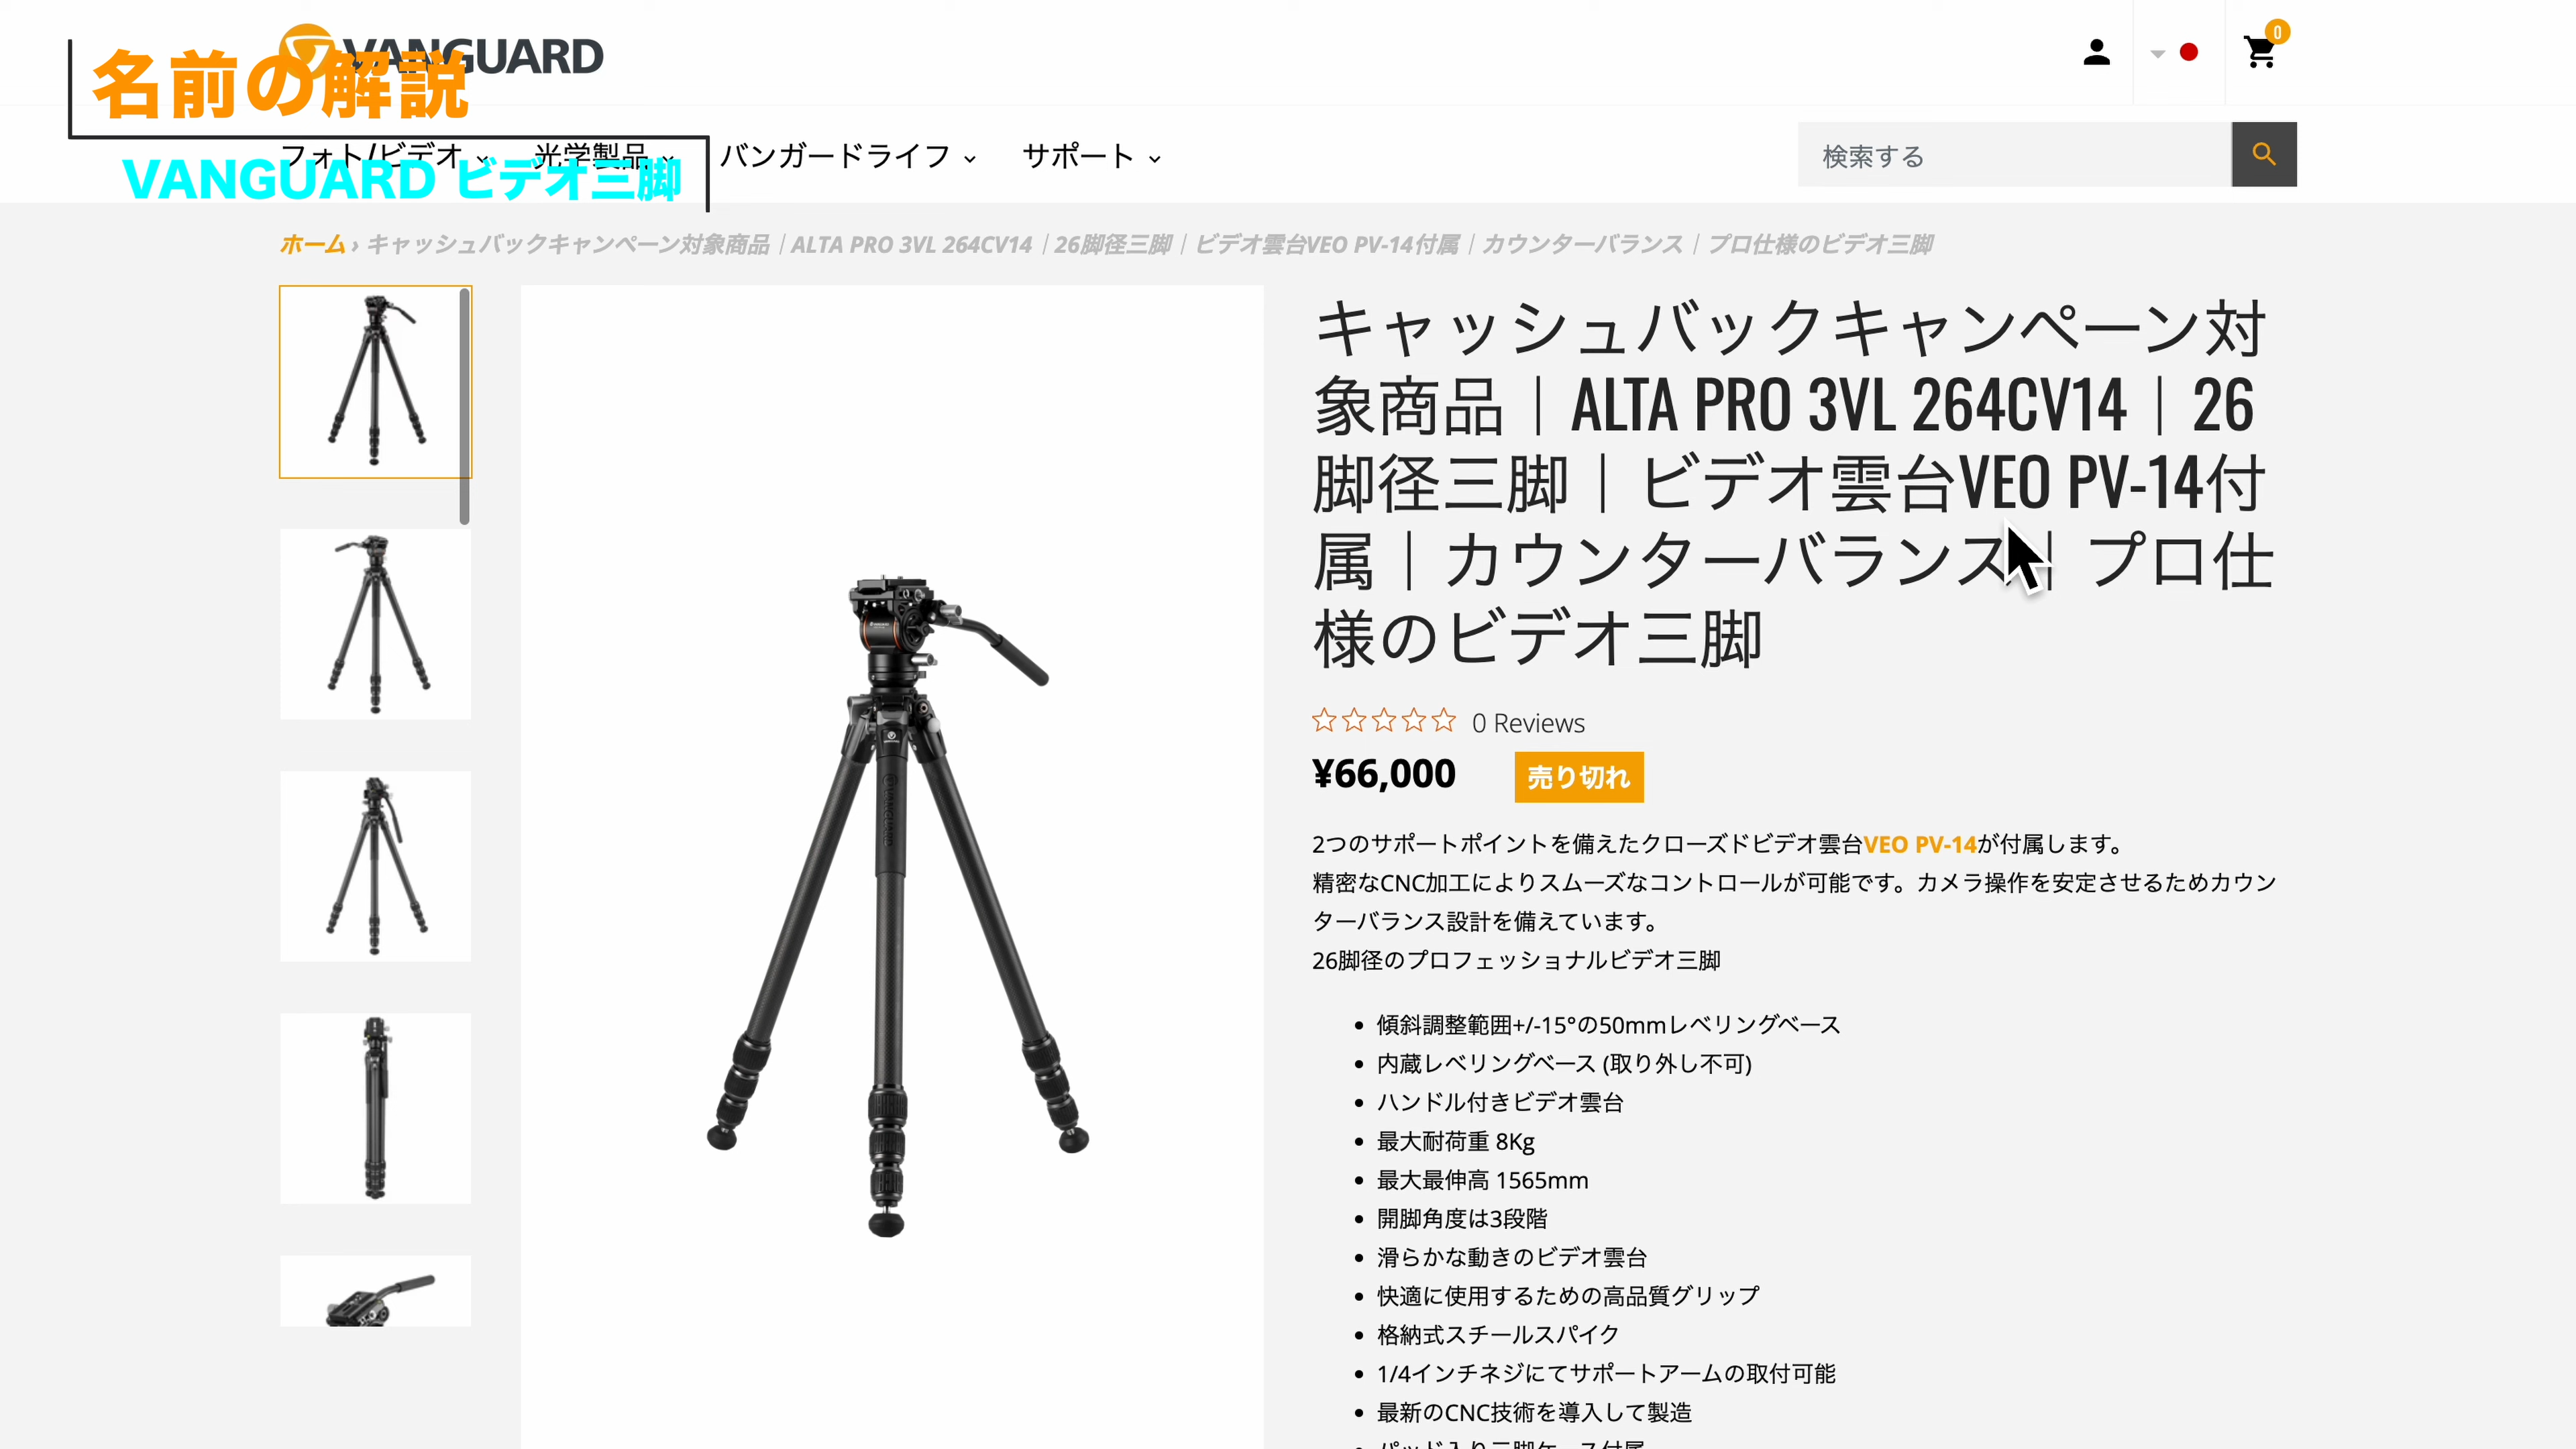 VANGUARD
名前の解説
0
フォト/ビデオ 光学製品 バンガードライフ サポート
検索する
VANGUARD ビデオ三脚
ホーム › キャッシュバックキャンペーン対象商品｜ALTA PRO 3VL 264CV14｜26脚径三脚｜ビデオ雲台VEO PV-14付属｜カウンターバランス｜プロ仕様のビデオ三脚
キャッシュバックキャンペーン対
象商品｜ALTA PRO 3VL 264CV14｜26
脚径三脚｜ビデオ雲台VEO PV-14付
属｜カウンターバランス｜プロ仕
様のビデオ三脚
0 Reviews
¥66,000 売り切れ
2つのサポートポイントを備えたクローズドビデオ雲台VEO PV-14が付属します。
精密なCNC加工によりスムーズなコントロールが可能です。カメラ操作を安定させるためカウン
ターバランス設計を備えています。
26脚径のプロフェッショナルビデオ三脚
• 傾斜調整範囲+/-15°の50mmレベリングベース
• 内蔵レベリングベース (取り外し不可)
• ハンドル付きビデオ雲台
• 最大耐荷重 8Kg
• 最大最伸高 1565mm
• 開脚角度は3段階
• 滑らかな動きのビデオ雲台
• 快適に使用するための高品質グリップ
• 格納式スチールスパイク
• 1/4インチネジにてサポートアームの取付可能
• 最新のCNC技術を導入して製造
• パッド入り三脚ケース付属
VANGUARD